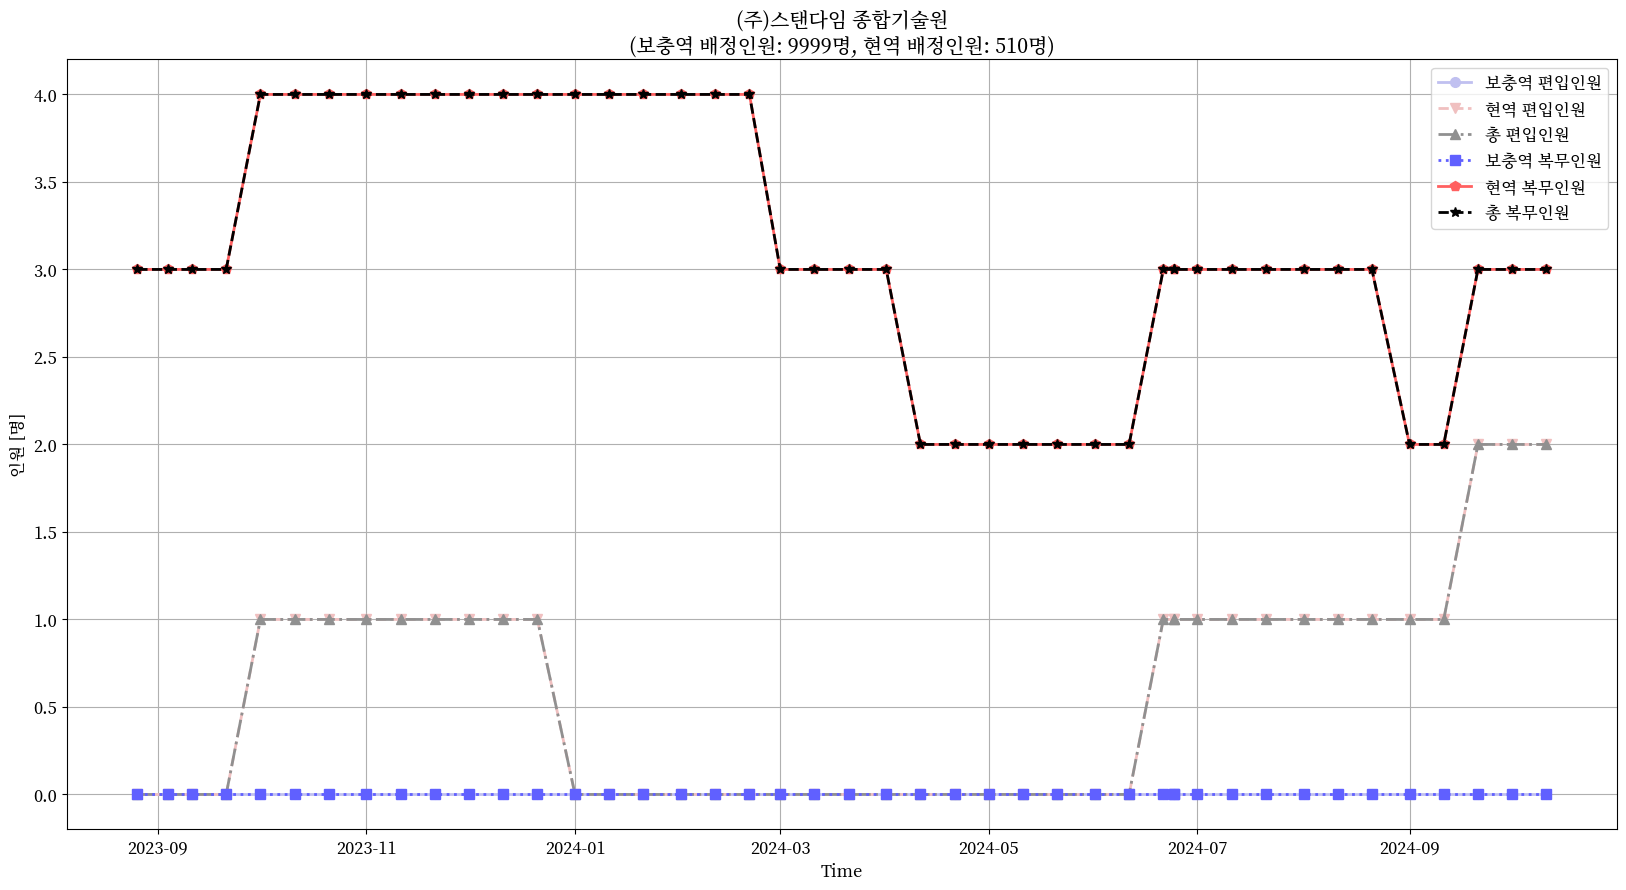 (주)스탠다임 종합기술원
(보충역 배정인원: 9999명, 현역 배정인원: 510명)
보충역 편입인원
현역 편입인원
총 편입인원
보충역 복무인원
현역 복무인원
총 복무인원
4.0
3.5
3.0
2.5
2.0
1.5
1.0
0.5
0.0
인원 [명]
2023-09 2023-11 2024-01 2024-03 2024-05 2024-07 2024-09
Time